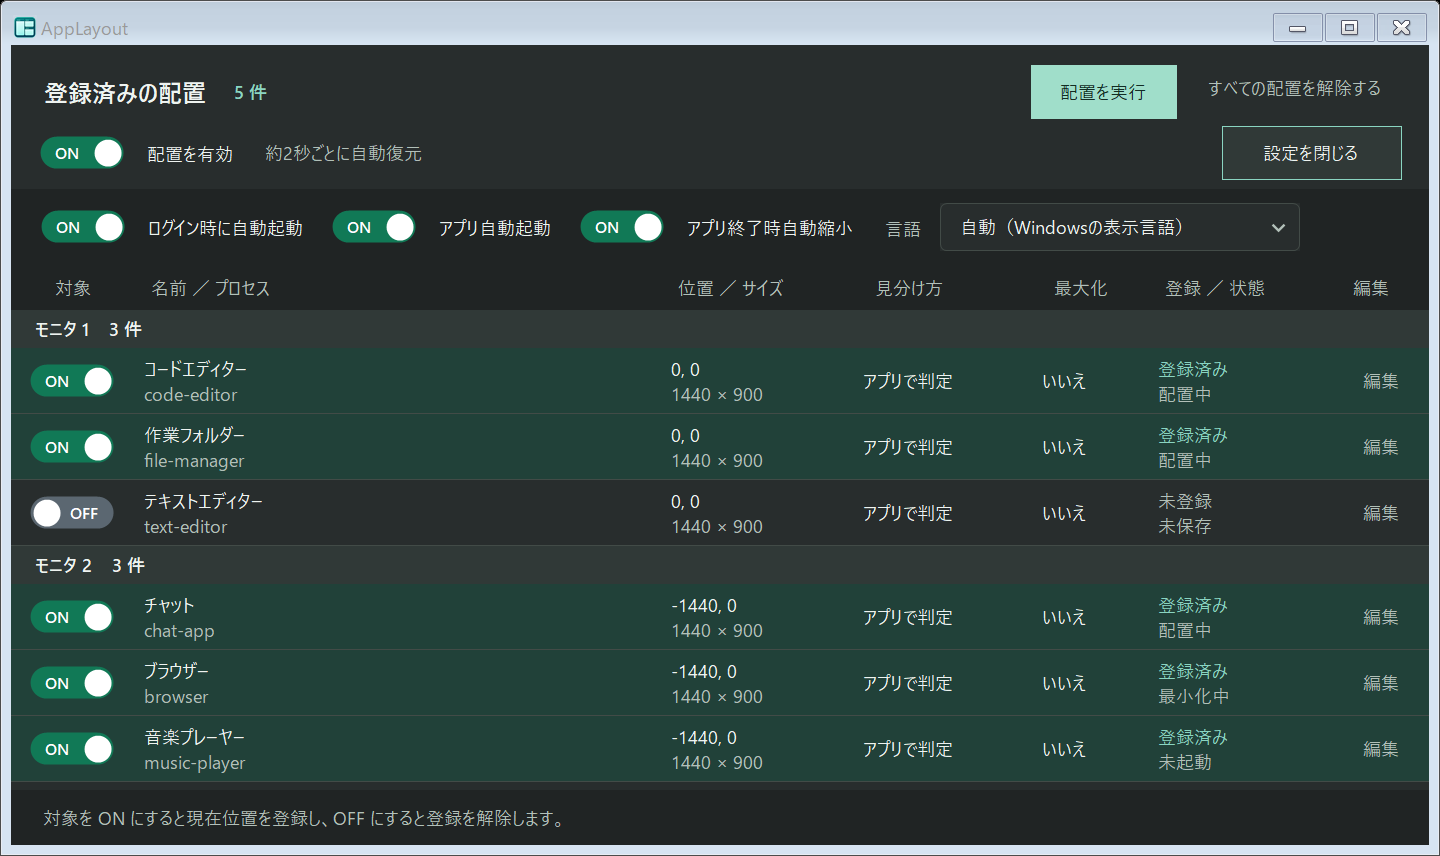 AppLayout
登録済みの配置 5 件
配置を実行
すべての配置を解除する
ON 配置を有効 約2秒ごとに自動復元
設定を閉じる
ON ログイン時に自動起動 ON アプリ自動起動 ON アプリ終了時自動縮小 言語 自動（Windowsの表示言語）
対象 名前 ／ プロセス 位置 ／ サイズ 見分け方 最大化 登録 ／ 状態 編集
モニタ 1 3 件
ON コードエディター 0, 0 アプリで判定 いいえ 登録済み 編集
code-editor 1440 × 900 配置中
ON 作業フォルダー 0, 0 アプリで判定 いいえ 登録済み 編集
file-manager 1440 × 900 配置中
OFF テキストエディター 0, 0 アプリで判定 いいえ 未登録 編集
text-editor 1440 × 900 未保存
モニタ 2 3 件
ON チャット -1440, 0 アプリで判定 いいえ 登録済み 編集
chat-app 1440 × 900 配置中
ON ブラウザー -1440, 0 アプリで判定 いいえ 登録済み 編集
browser 1440 × 900 最小化中
ON 音楽プレーヤー -1440, 0 アプリで判定 いいえ 登録済み 編集
music-player 1440 × 900 未起動
対象を ON にすると現在位置を登録し、OFF にすると登録を解除します。